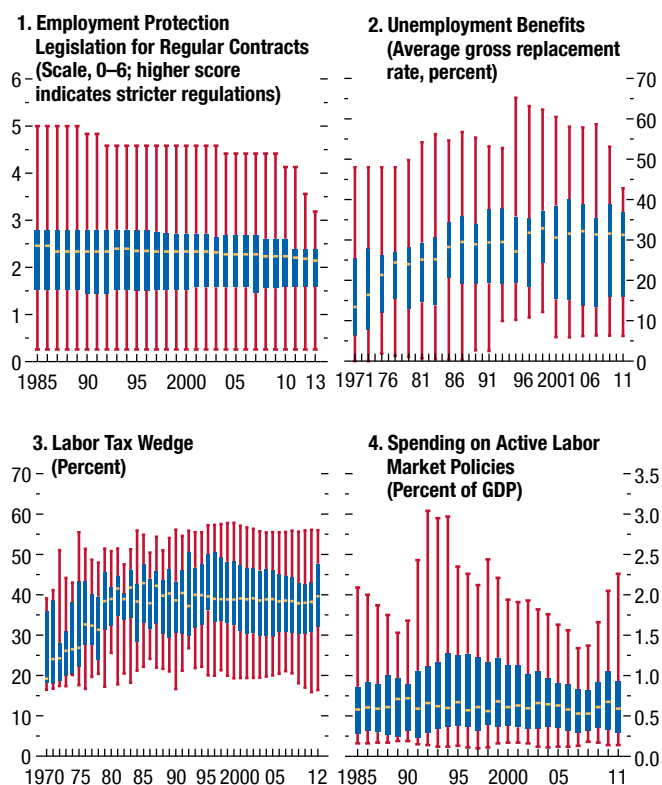 1. Employment Protection
Legislation for Regular Contracts
(Scale, 0–6; higher score
indicates stricter regulations)
6
5
4
3
2
1
0
1985 90 95 2000 05 10 13
2. Unemployment Benefits
(Average gross replacement
rate, percent)
70
60
50
40
30
20
10
0
1971 76 81 86 91 96 2001 06 11
3. Labor Tax Wedge
(Percent)
70
60
50
40
30
20
10
0
1970 75 80 85 90 95 2000 05 12
4. Spending on Active Labor
Market Policies
(Percent of GDP)
3.5
3.0
2.5
2.0
1.5
1.0
0.5
0.0
1985 90 95 2000 05 11